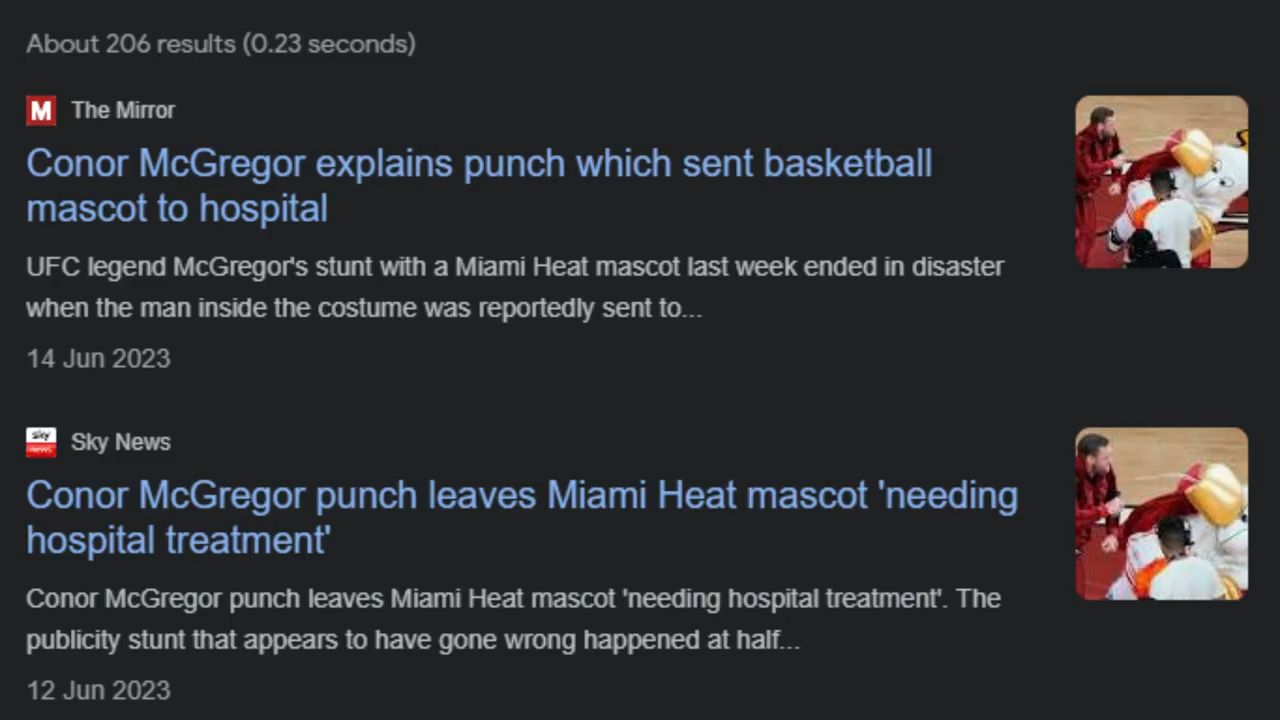 About 206 results (0.23 seconds)
M The Mirror
Conor McGregor explains punch which sent basketball
mascot to hospital
UFC legend McGregor's stunt with a Miami Heat mascot last week ended in disaster
when the man inside the costume was reportedly sent to...
14 Jun 2023
sky news Sky News
Conor McGregor punch leaves Miami Heat mascot 'needing
hospital treatment'
Conor McGregor punch leaves Miami Heat mascot 'needing hospital treatment'. The
publicity stunt that appears to have gone wrong happened at half...
12 Jun 2023